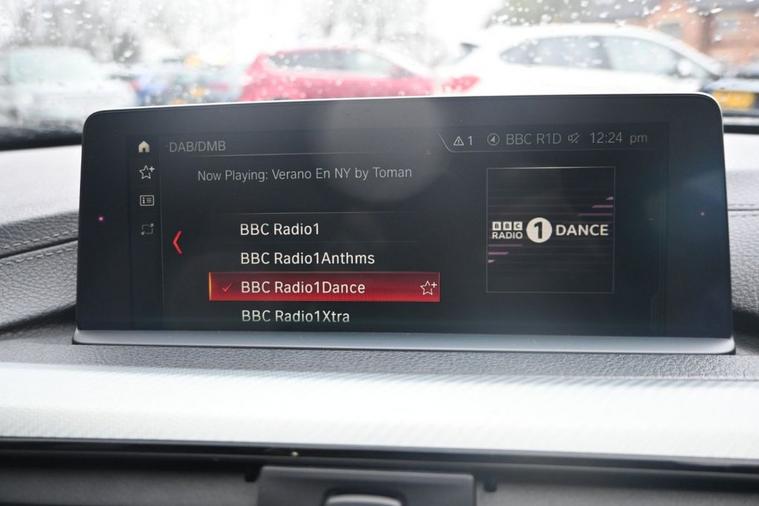 DAB/DMB
1 BBC R1D 12:24 pm
Now Playing: Verano En NY by Toman
BBC Radio1
BBC Radio1Anthms
BBC Radio1Dance
BBC Radio1Xtra
BBC
RADIO 1 DANCE